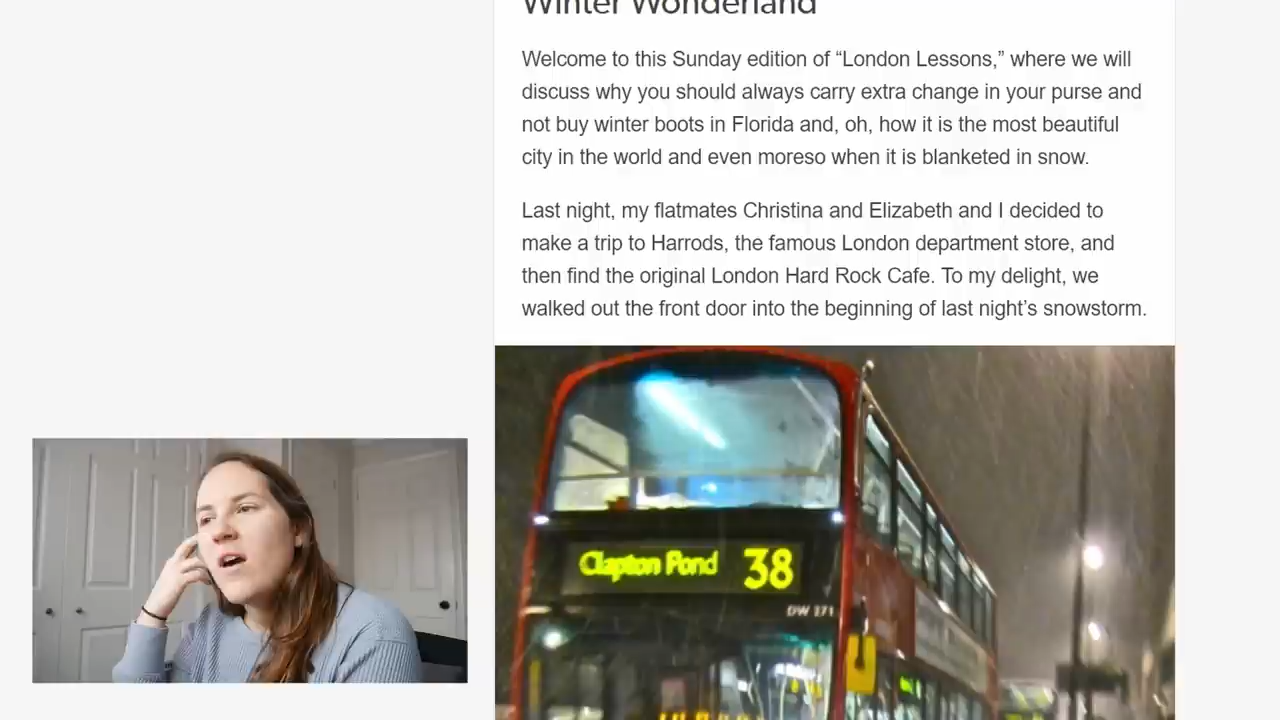 Winter Wonderland
Welcome to this Sunday edition of “London Lessons,” where we will
discuss why you should always carry extra change in your purse and
not buy winter boots in Florida and, oh, how it is the most beautiful
city in the world and even moreso when it is blanketed in snow.
Last night, my flatmates Christina and Elizabeth and I decided to
make a trip to Harrods, the famous London department store, and
then find the original London Hard Rock Cafe. To my delight, we
walked out the front door into the beginning of last night’s snowstorm.
Clapton Pond 38
DW 271